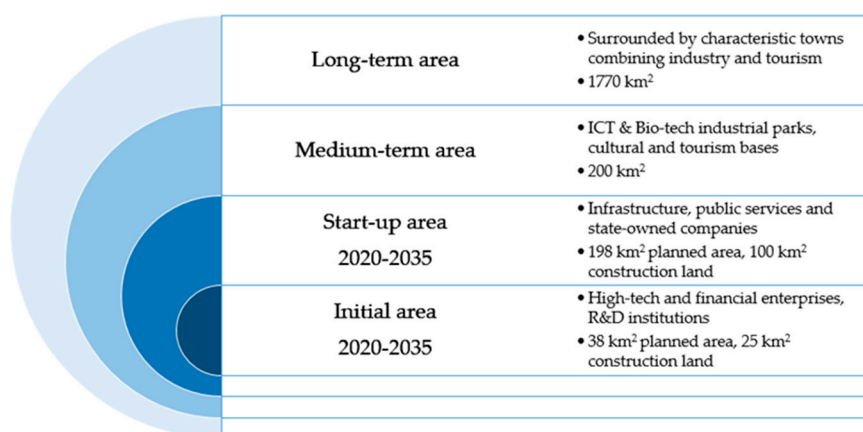 Long-term area
• Surrounded by characteristic towns
combining industry and tourism
• 1770 km²
Medium-term area
• ICT & Bio-tech industrial parks,
cultural and tourism bases
• 200 km²
Start-up area
2020-2035
• Infrastructure, public services and
state-owned companies
• 198 km² planned area, 100 km²
construction land
Initial area
2020-2035
• High-tech and financial enterprises,
R&D institutions
• 38 km² planned area, 25 km²
construction land